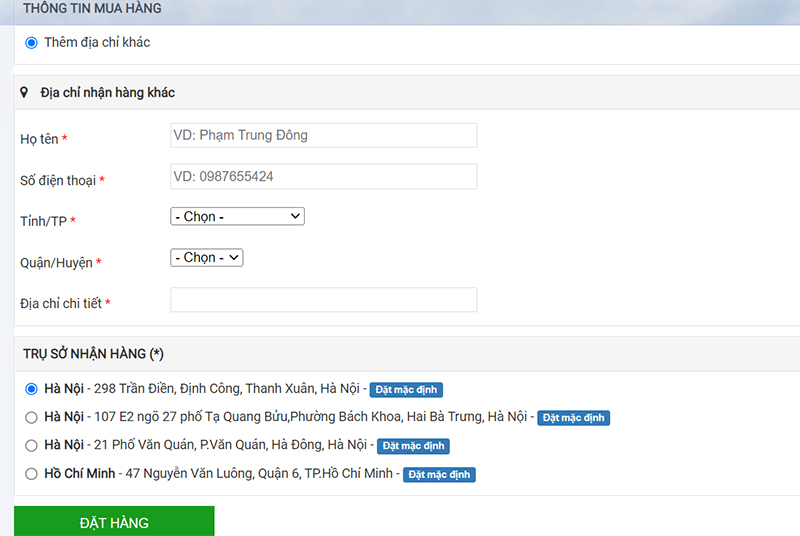 THÔNG TIN MUA HÀNG
Thêm địa chỉ khác
Địa chỉ nhận hàng khác
Họ tên * VD: Phạm Trung Đông
Số điện thoại * VD: 0987655424
Tỉnh/TP * - Chọn -
Quận/Huyện * - Chọn -
Địa chỉ chi tiết *
TRỤ SỞ NHẬN HÀNG (*)
Hà Nội - 298 Trần Điền, Định Công, Thanh Xuân, Hà Nội - Đặt mặc định
Hà Nội - 107 E2 ngõ 27 phố Tạ Quang Bửu,Phường Bách Khoa, Hai Bà Trưng, Hà Nội - Đặt mặc định
Hà Nội - 21 Phố Văn Quán, P.Văn Quán, Hà Đông, Hà Nội - Đặt mặc định
Hồ Chí Minh - 47 Nguyễn Văn Luông, Quận 6, TP.Hồ Chí Minh - Đặt mặc định
ĐẶT HÀNG